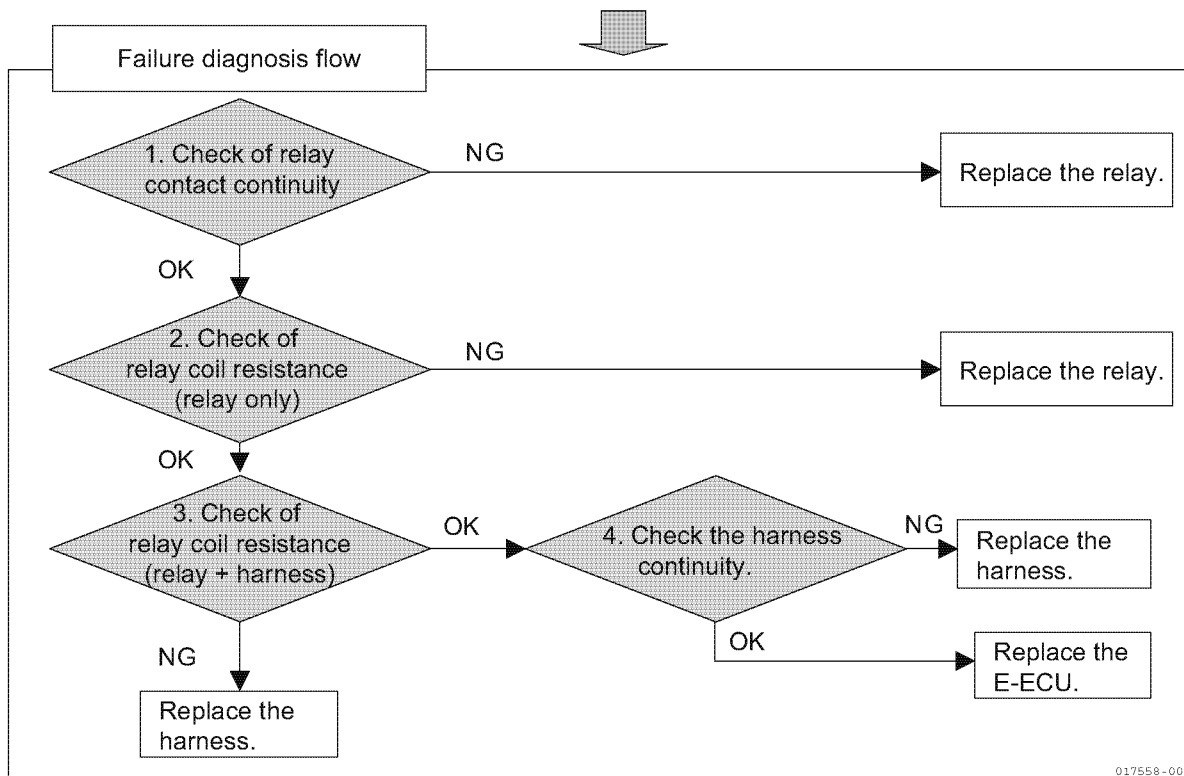 Failure diagnosis flow
1. Check of relay
contact continuity
NG
Replace the relay.
OK
2. Check of
relay coil resistance
(relay only)
NG
Replace the relay.
OK
3. Check of
relay coil resistance
(relay + harness)
OK
4. Check the harness
continuity.
NG
Replace the
harness.
OK
Replace the
E-ECU.
NG
Replace the
harness.
017558-00